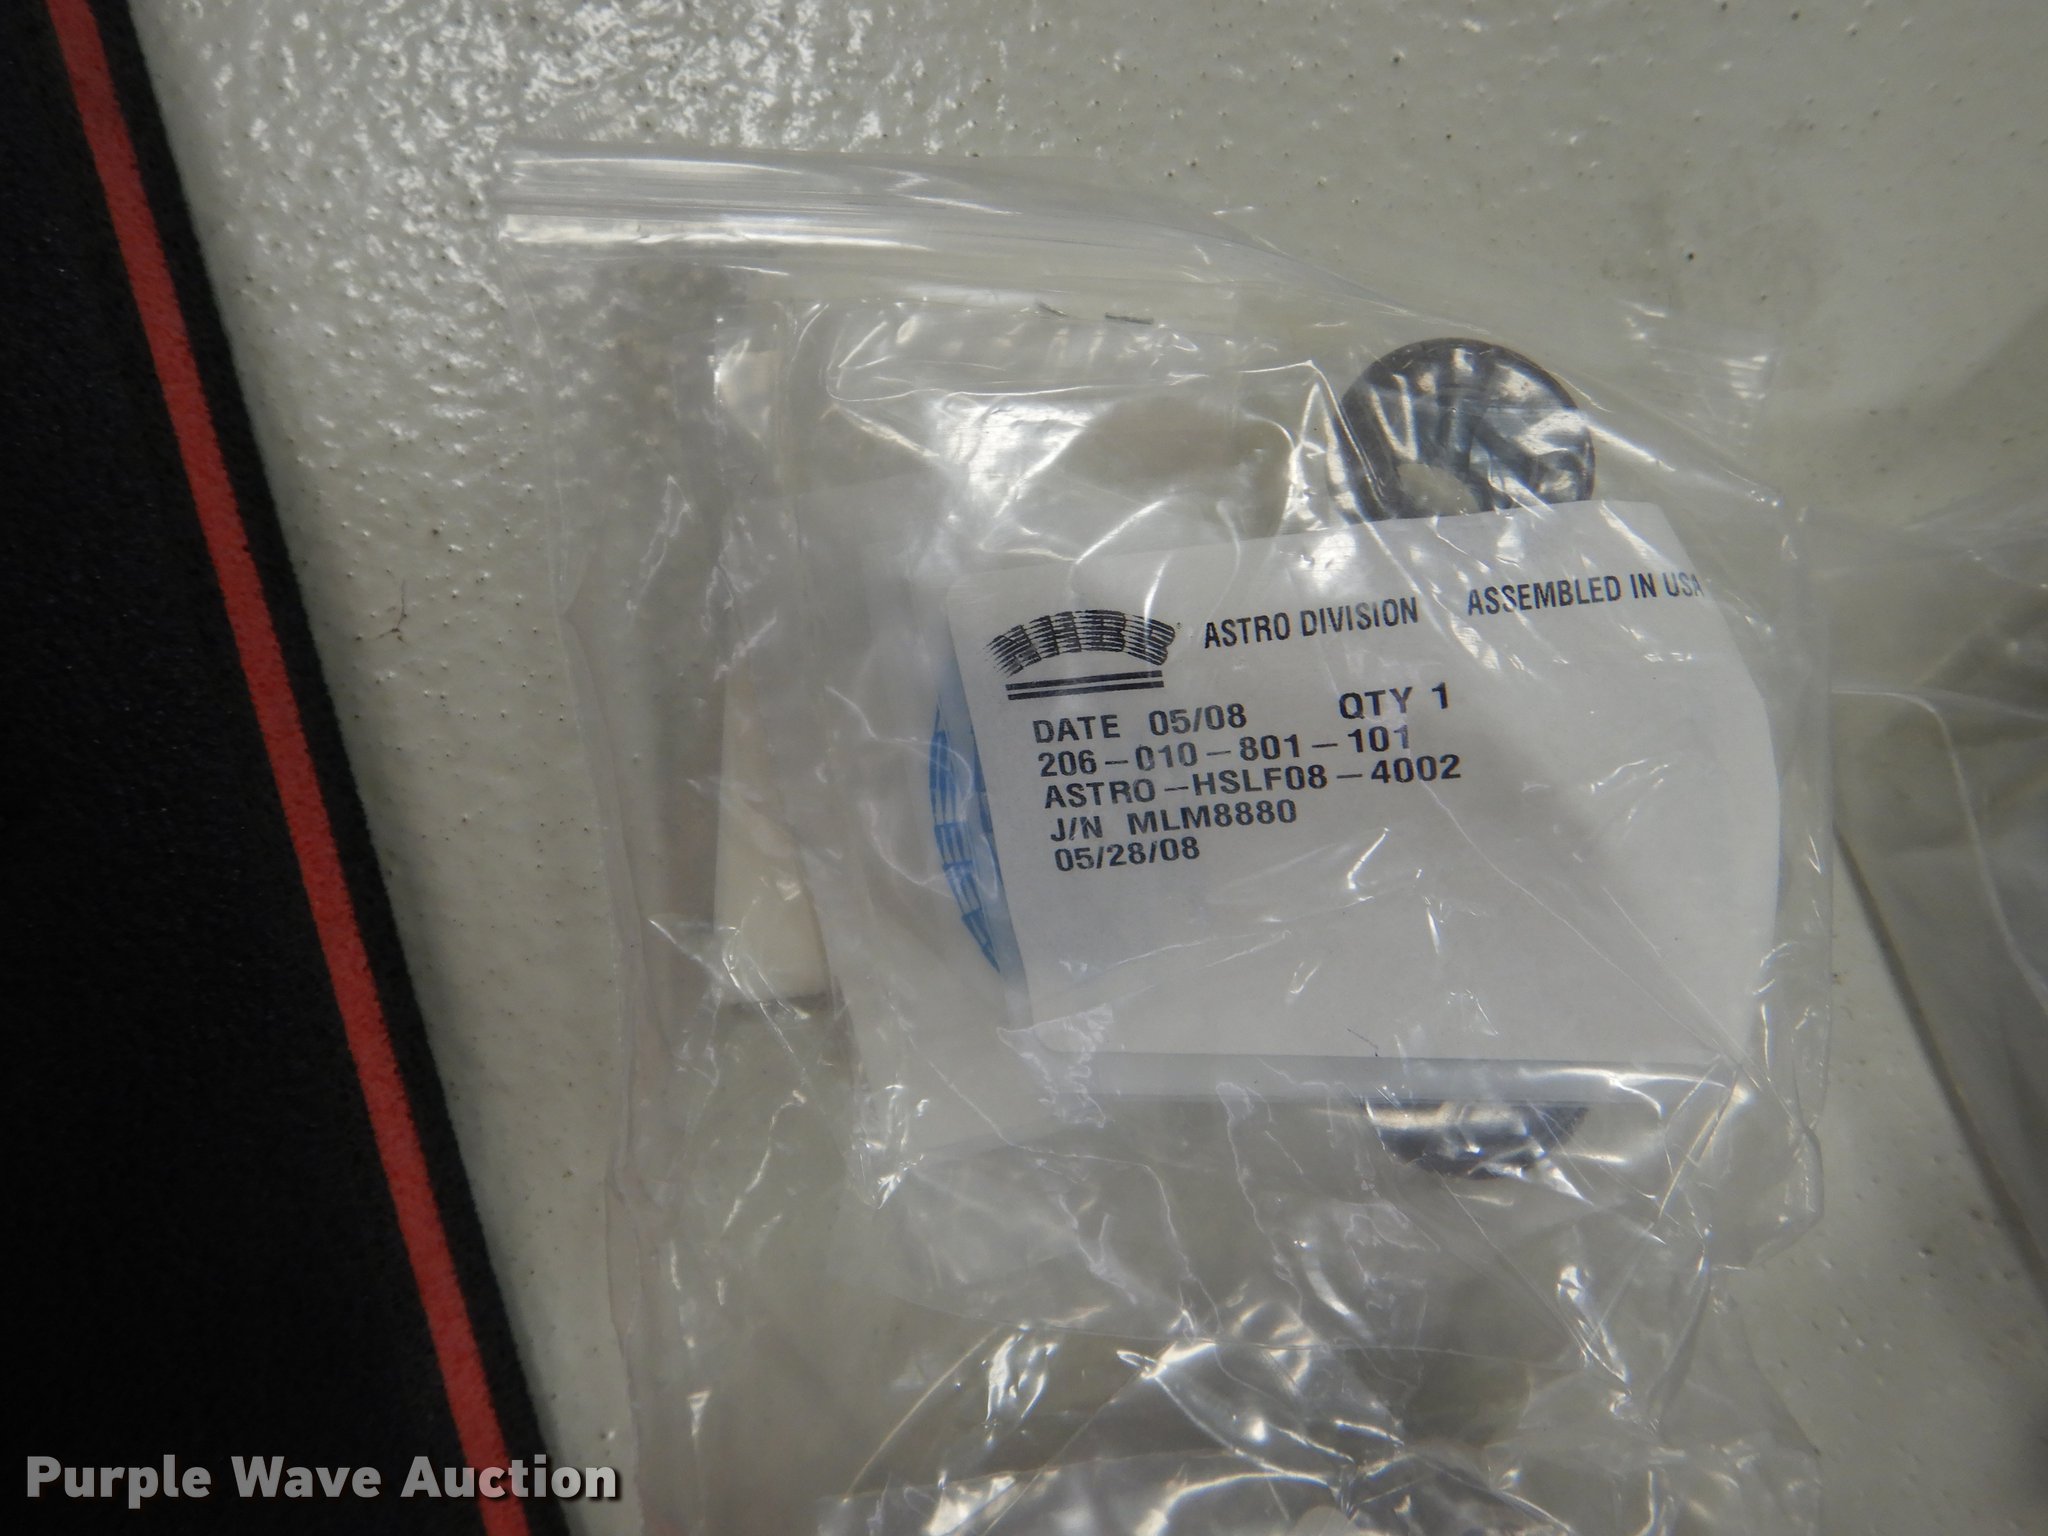 NHBB ASTRO DIVISION ASSEMBLED IN USA
DATE 05/08 QTY 1
206-010-801-101
ASTRO-HSLF08-4002
J/N MLM8880
05/28/08
Purple Wave Auction